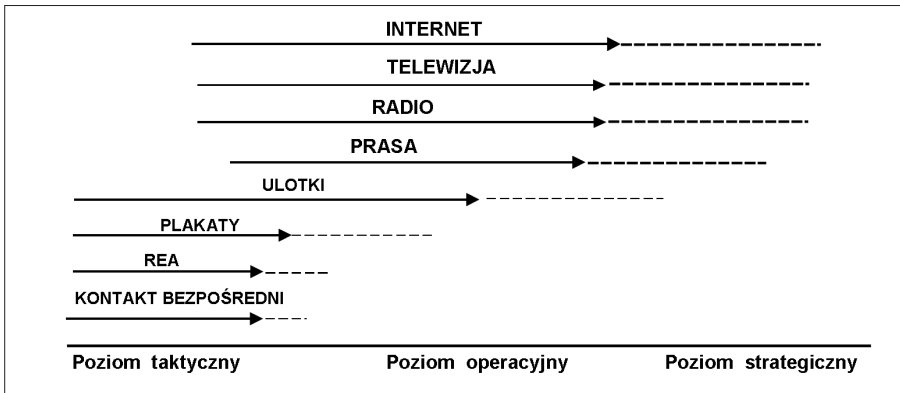 INTERNET
TELEWIZJA
RADIO
PRASA
ULOTKI
PLAKATY
REA
KONTAKT BEZPOŚREDNI
Poziom taktyczny Poziom operacyjny Poziom strategiczny